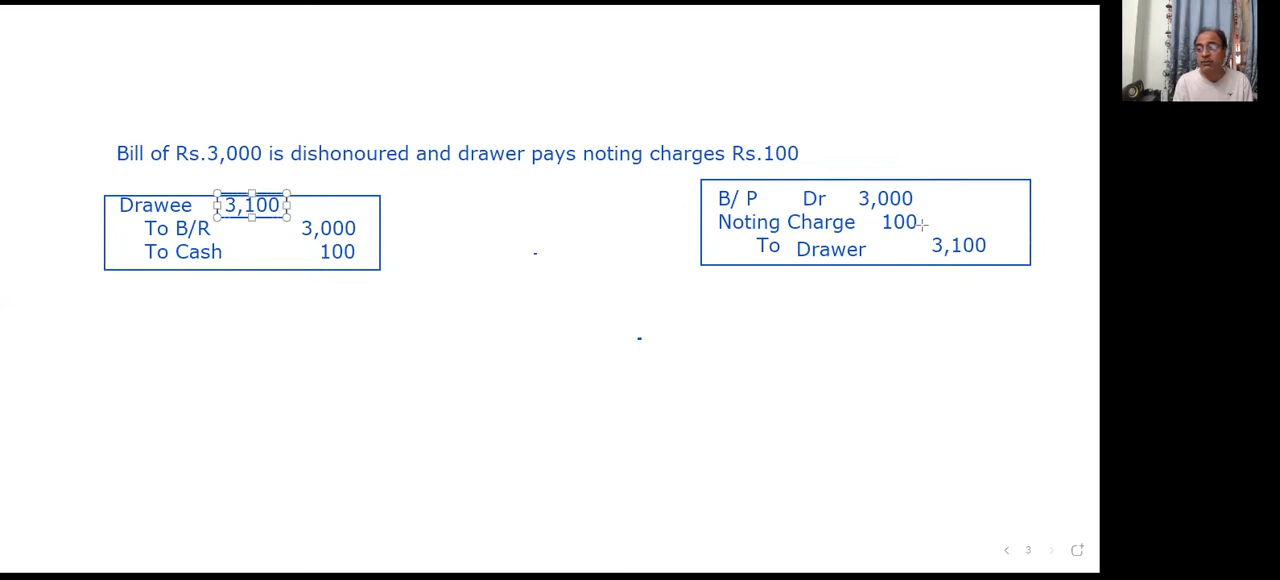 Bill of Rs.3,000 is dishonoured and drawer pays noting charges Rs.100
Drawee 3,100
To B/R 3,000
To Cash 100
B/ P Dr 3,000
Noting Charge 100
To Drawer 3,100
3